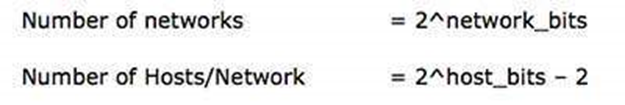 Number of networks = 2^network_bits
Number of Hosts/Network = 2^host_bits – 2